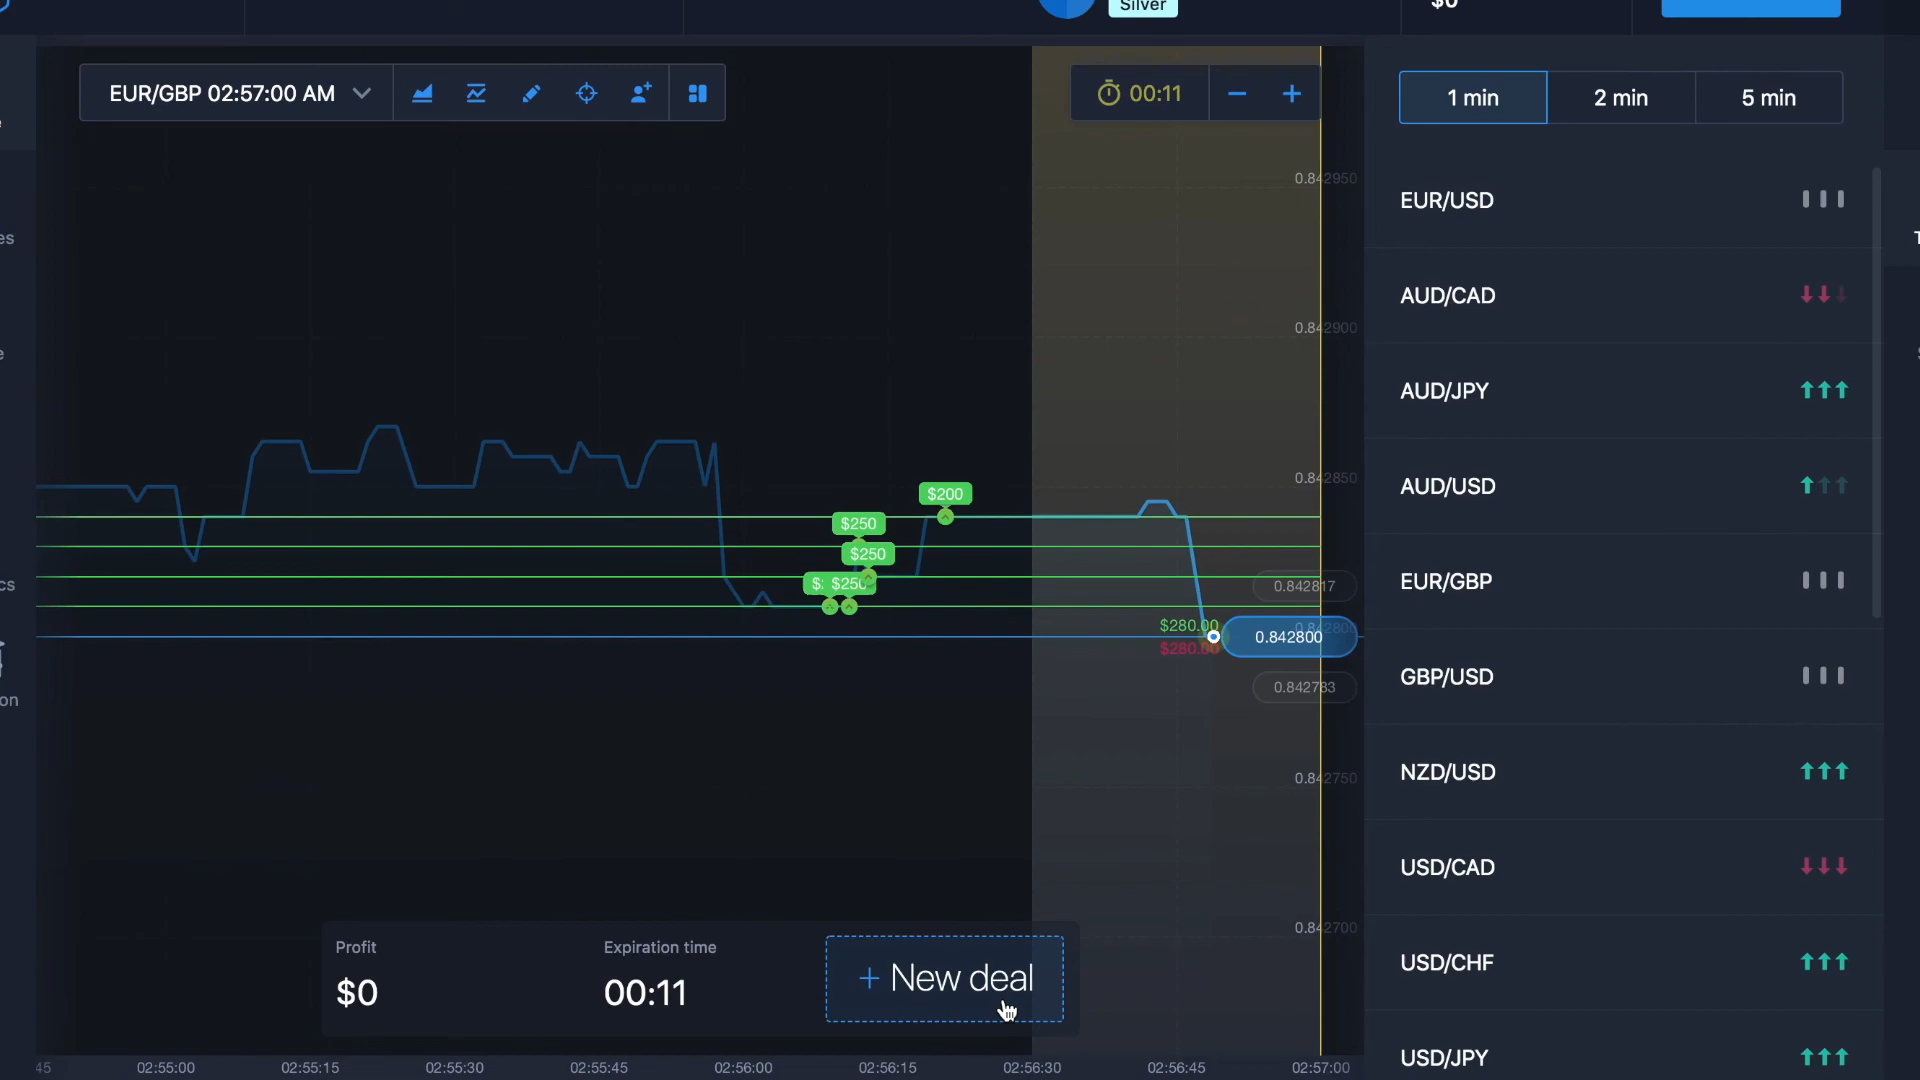 Silver
$0
EUR/GBP 02:57:00 AM
00:11
1 min
2 min
5 min
0.842950
EUR/USD
AUD/CAD
0.842900
AUD/JPY
0.842850
AUD/USD
$200
$250
$250
$250
0.842817
EUR/GBP
$280.00
0.842800
0.842800
$280.00
0.842783
GBP/USD
0.842750
NZD/USD
USD/CAD
0.842700
Profit
Expiration time
$0
00:11
+ New deal
USD/CHF
USD/JPY
45
02:55:00
02:55:15
02:55:30
02:55:45
02:56:00
02:56:15
02:56:30
02:56:45
02:57:00